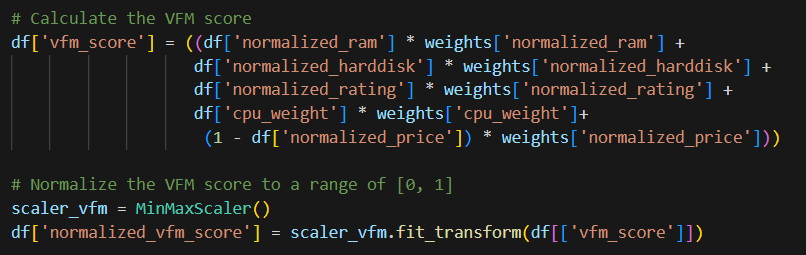 # Calculate the VFM score
df['vfm_score'] = ((df['normalized_ram'] * weights['normalized_ram'] +
df['normalized_harddisk'] * weights['normalized_harddisk'] +
df['normalized_rating'] * weights['normalized_rating'] +
df['cpu_weight'] * weights['cpu_weight']+
(1 - df['normalized_price']) * weights['normalized_price']))
# Normalize the VFM score to a range of [0, 1]
scaler_vfm = MinMaxScaler()
df['normalized_vfm_score'] = scaler_vfm.fit_transform(df[['vfm_score']])